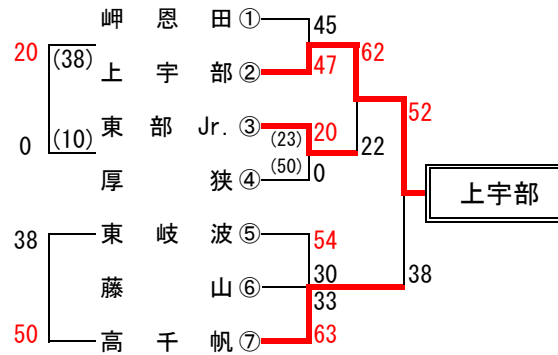 岬恩田① 45
20 (38) 62
上宇部② 47
52
東部Jr.③ 20
0 (10) (23) 22
(50) 0
厚狭④
上宇部
38 東岐波⑤ 54
30 38
藤山⑥
33
50 高千帆⑦ 63